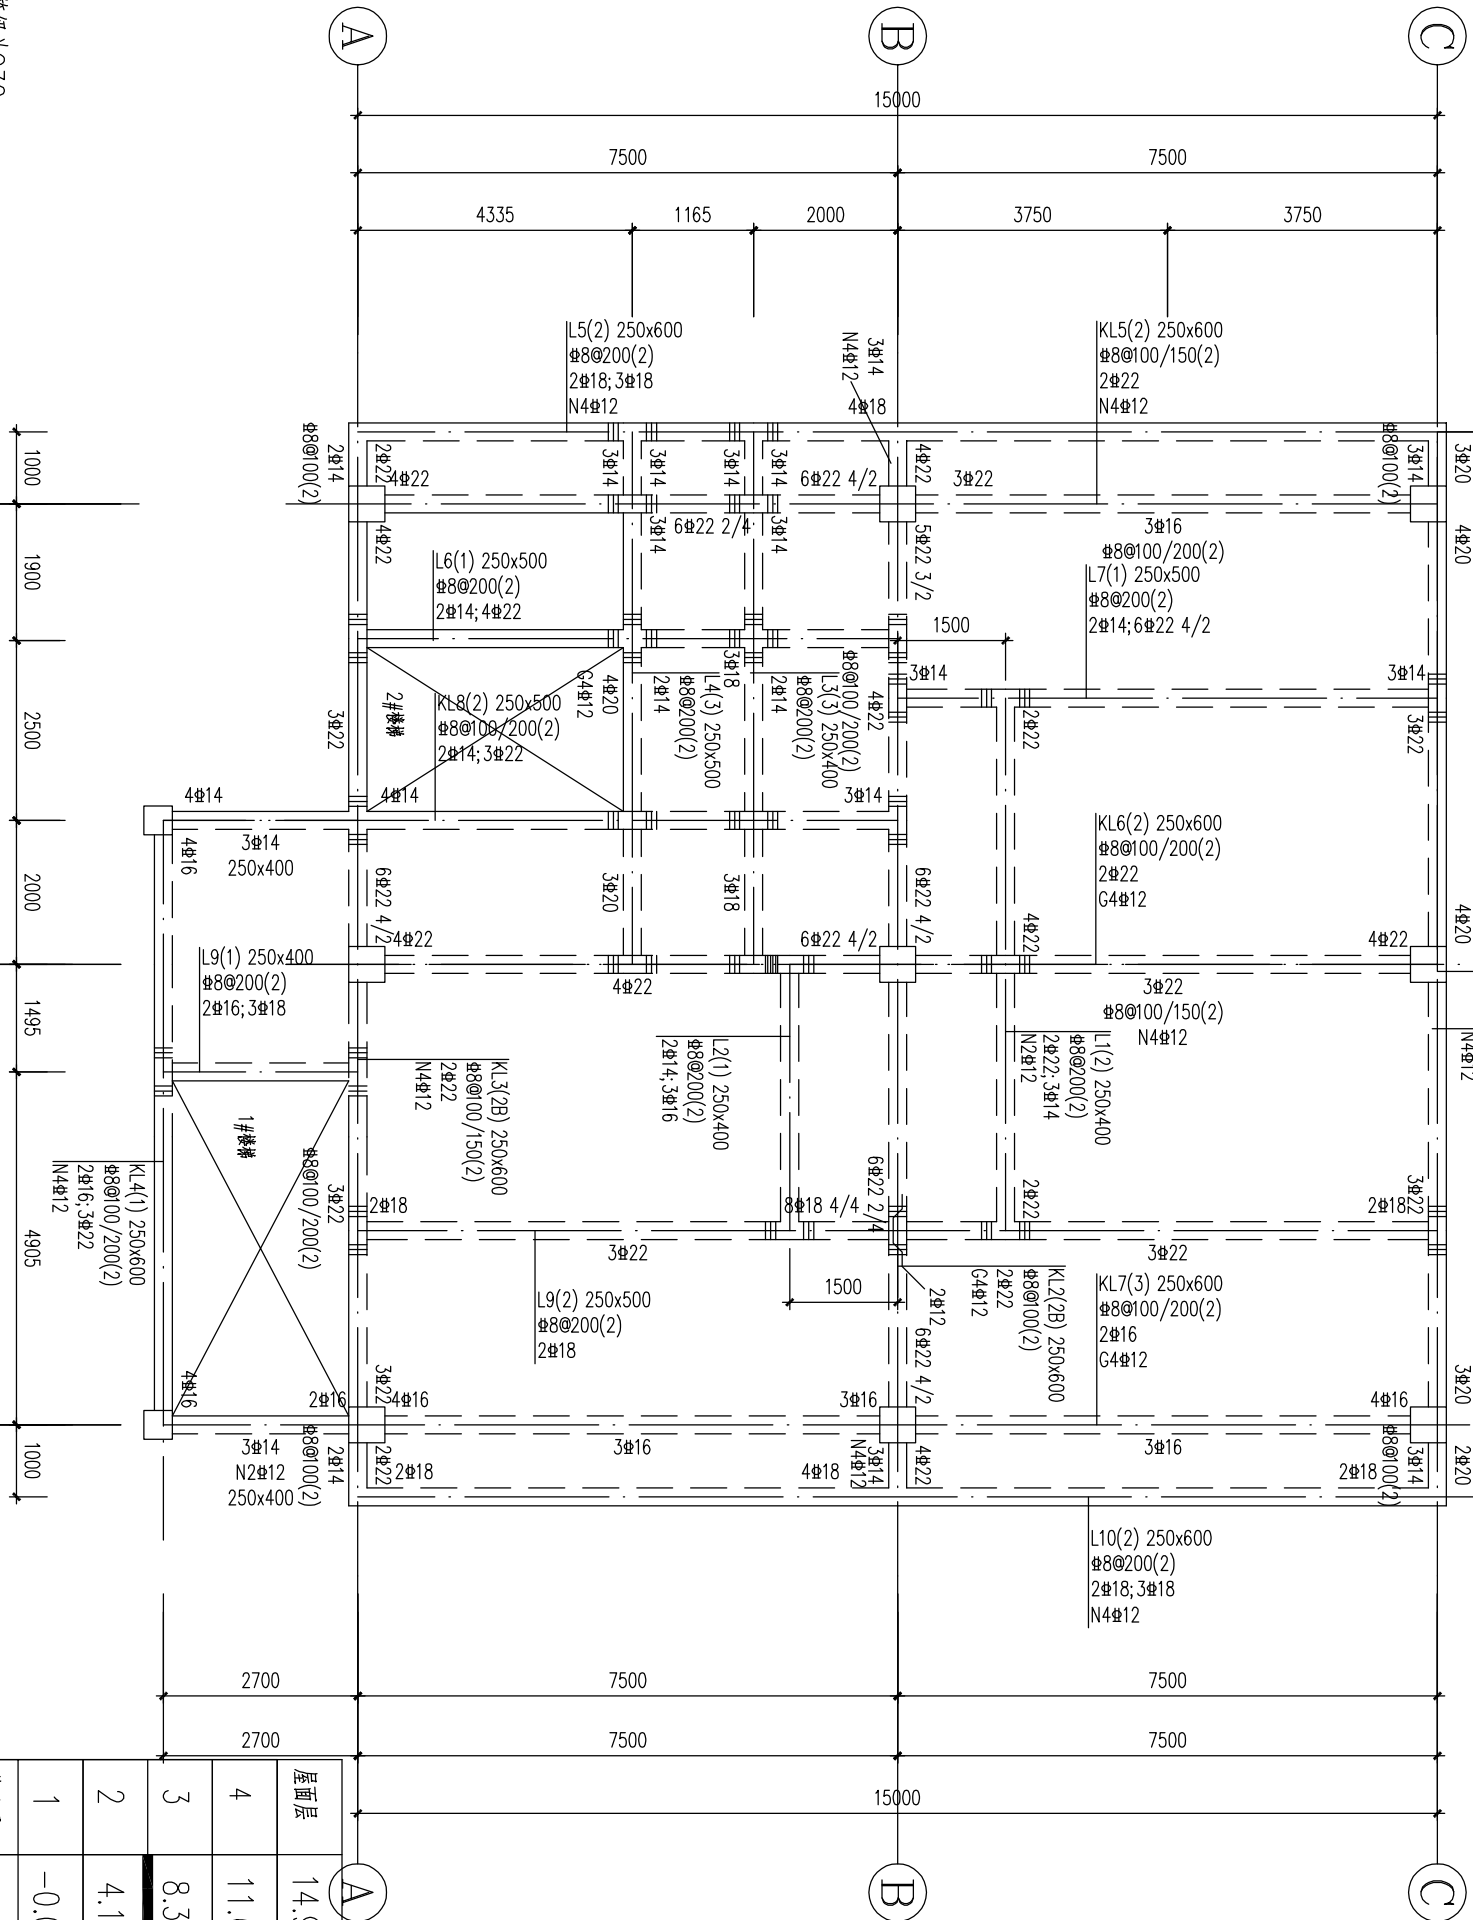 A
B
C
15000
7500
7500
4335
1165
2000
3750
3750
L5(2) 250x600
Φ8@200(2)
2Φ18;3Φ18
N4Φ12
3Φ14
N4Φ12
4Φ18
KL5(2) 250x600
Φ8@100/150(2)
2Φ22
N4Φ12
1000
1900
2500
2000
1495
4905
1000
Φ8@100(2)
2Φ14
2Φ22
4Φ22
3Φ14
3Φ14
3Φ14
3Φ14
6Φ22 4/2
4Φ22
3Φ22
Φ8@100(2)
3Φ14
3Φ20
4Φ22
3Φ14
6Φ22 2/4
3Φ14
5Φ22 3/2
3Φ16
Φ8@100/200(2)
4Φ20
L6(1) 250x500
Φ8@200(2)
2Φ14;4Φ22
L7(1) 250x500
Φ8@200(2)
2Φ14;6Φ22 4/2
1500
3Φ14
3Φ14
3Φ22
2#楼梯
KL8(2) 250x500
Φ8@100/200(2)
2Φ14;3Φ22
G4Φ12
4Φ20
2Φ14
Φ8@200(2)
L4(3) 250x500
3Φ18
2Φ14
Φ8@200(2)
L3(3) 250x400
Φ8@100/200(2)
4Φ22
2Φ22
3Φ22
4Φ14
4Φ14
3Φ14
3Φ14
250x400
4Φ16
6Φ22 4/2
4Φ22
3Φ20
3Φ18
6Φ22 4/2
6Φ22 4/2
4Φ22
KL6(2) 250x600
Φ8@100/200(2)
2Φ22
G4Φ12
4Φ22
4Φ20
L9(1) 250x400
Φ8@200(2)
2Φ16;3Φ18
4Φ22
3Φ22
Φ8@100/150(2)
N4Φ12
N4Φ12
KL3(2B) 250x600
Φ8@100/150(2)
2Φ22
N4Φ12
L2(1) 250x400
Φ8@200(2)
2Φ14;3Φ16
L1(2) 250x400
Φ8@200(2)
2Φ22;3Φ14
N2Φ12
1#楼梯
Φ8@100/200(2)
3Φ22
2Φ18
8Φ18 4/4
6Φ22 2/4
2Φ22
2Φ18
3Φ22
KL4(1) 250x600
Φ8@100/200(2)
2Φ16;3Φ22
N4Φ12
3Φ22
3Φ22
L9(2) 250x500
Φ8@200(2)
2Φ18
1500
2Φ12
KL2(2B) 250x600
Φ8@100(2)
2Φ22
G4Φ12
KL7(3) 250x600
Φ8@100/200(2)
2Φ16
G4Φ12
4Φ16
2Φ16
3Φ22
4Φ16
3Φ16
6Φ22 4/2
4Φ16
3Φ20
3Φ14
N2Φ12
250x400
Φ8@100(2)
2Φ14
2Φ22
2Φ18
3Φ16
4Φ18
N4Φ12
3Φ14
4Φ22
3Φ16
2Φ18
Φ8@100(2)
3Φ14
2Φ20
L10(2) 250x600
Φ8@200(2)
2Φ18;3Φ18
N4Φ12
2700
7500
7500
2700
7500
7500
15000
屋面层
4
11.
3
8.3
2
4.1
1
14.
A
B
C